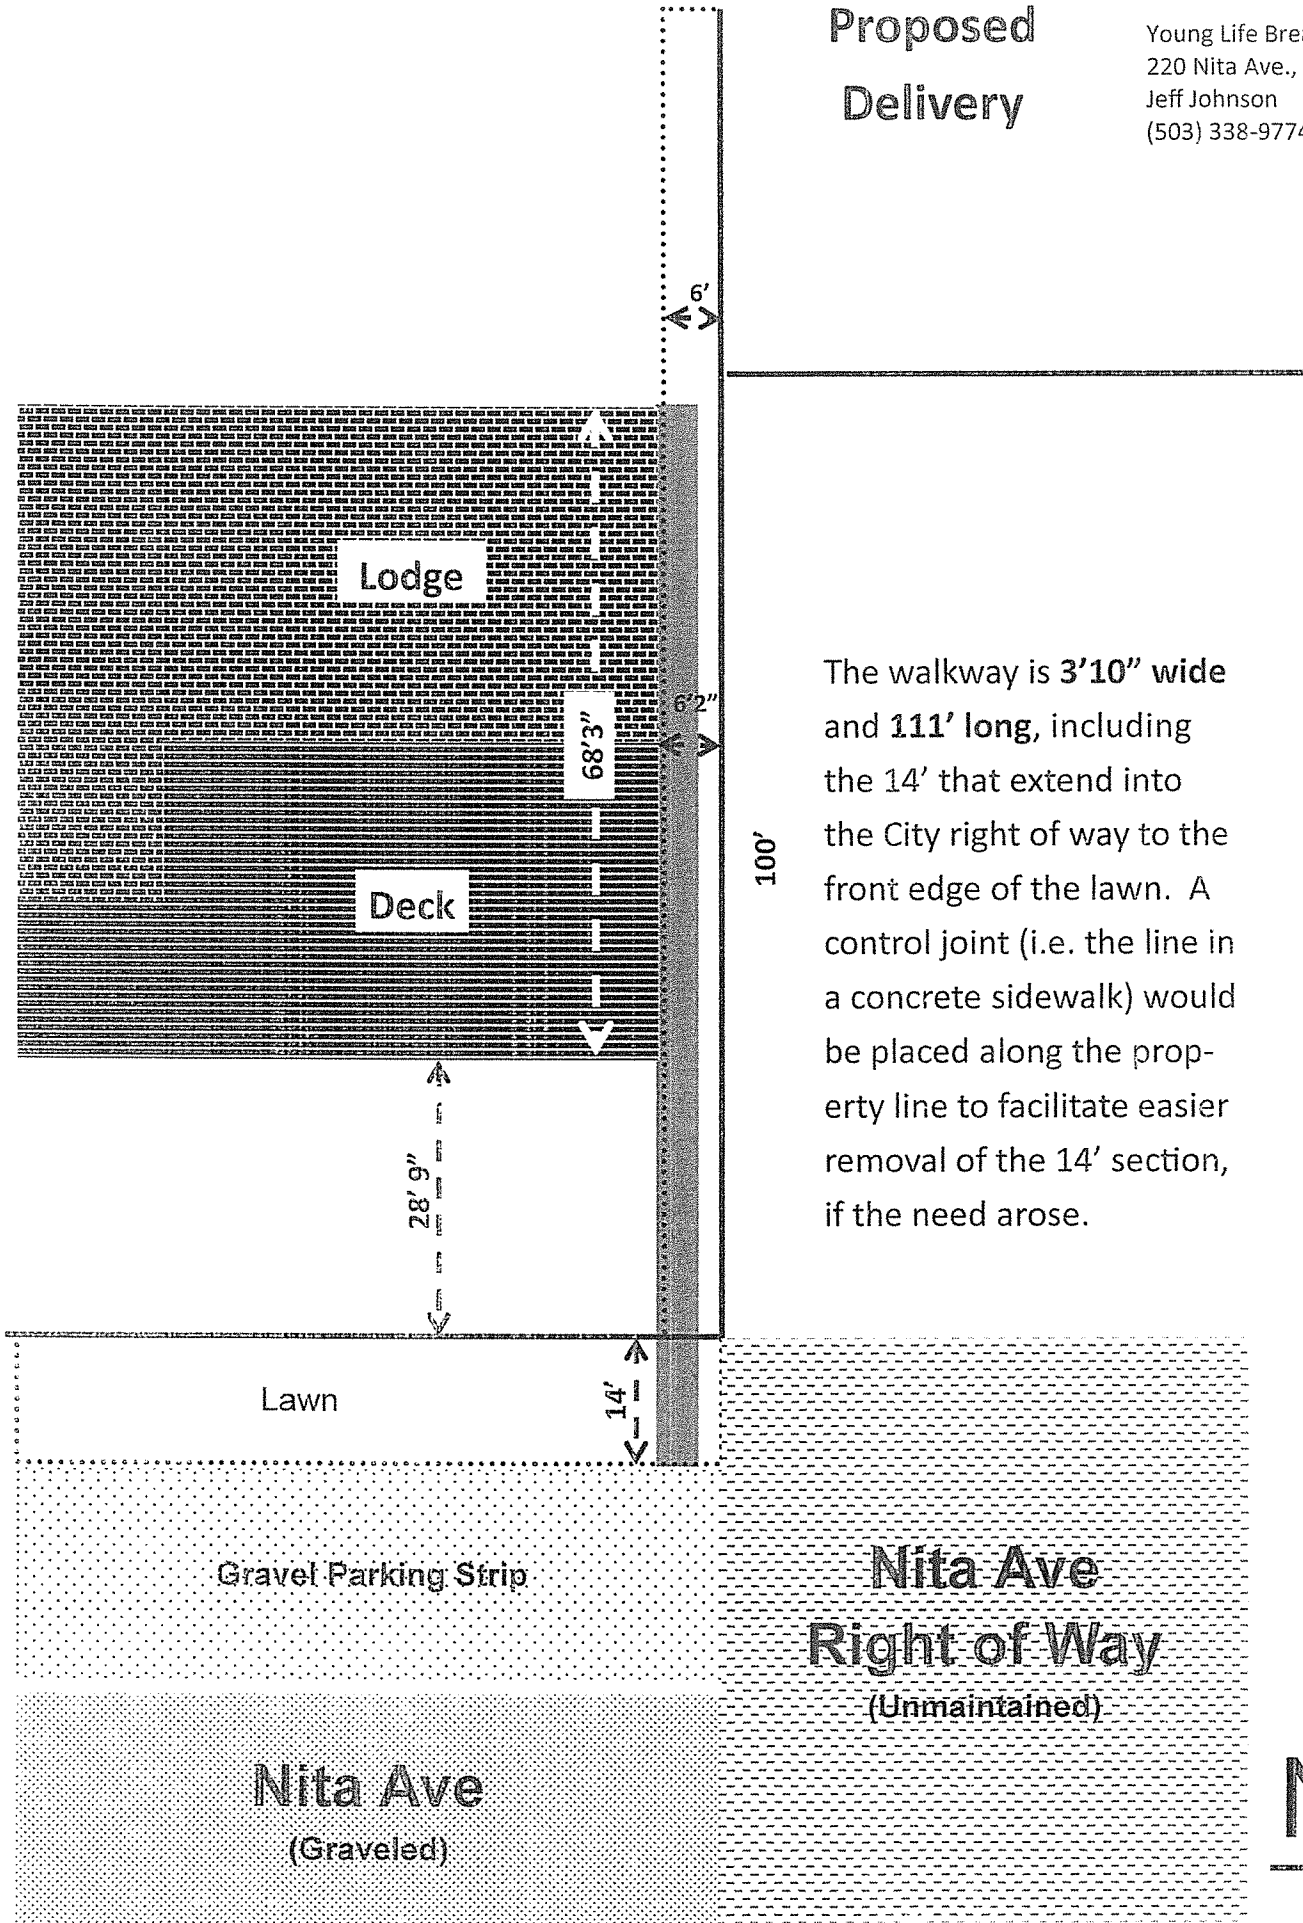 Proposed
Delivery
Young Life Brea
220 Nita Ave.,
Jeff Johnson
(503) 338-9774
6'
Lodge
6'2"
68'3"
The walkway is 3'10" wide
and 111' long, including
the 14' that extend into
the City right of way to the
front edge of the lawn. A
control joint (i.e. the line in
a concrete sidewalk) would
be placed along the prop-
erty line to facilitate easier
removal of the 14' section,
if the need arose.
100'
Deck
28' 9"
Lawn
14'
Gravel Parking Strip
Nita Ave
Right of Way
(Unmaintained)
Nita Ave
(Graveled)